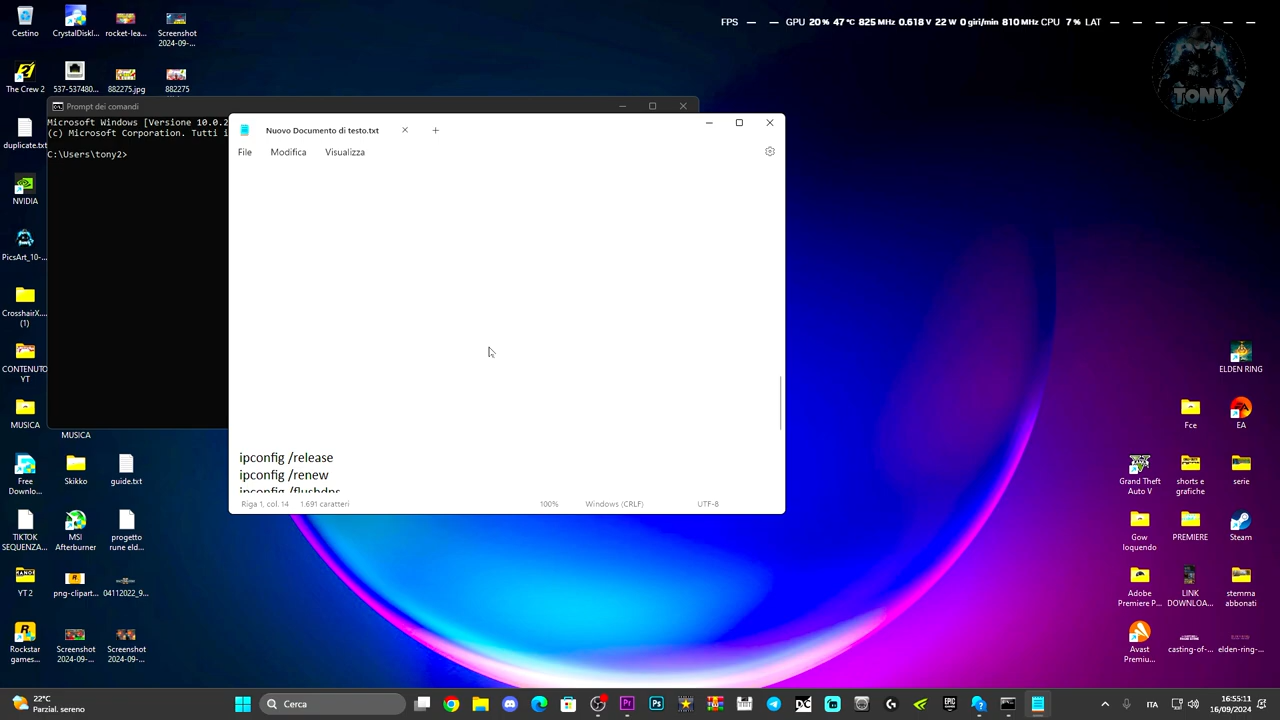 FPS — — GPU 20 % 47 °C 825 MHz 0.618 V 22 W 0 giri/min 810 MHz CPU 7 % LAT — — — — — —
TONY
Cestino
CrystalDiskI...
rocket-lea...
Screenshot
2024-09-...
The Crew 2
537-537480...
882275.jpg
882275
duplicate.txt
NVIDIA
PicsArt_10-...
CrosshairX...
(1)
CONTENUTO
YT
MUSICA
MUSICA
Free
Downlo...
Skikko
guide.txt
TIKTOK
SEQUENZA...
MSI
Afterburner
progetto
rune eld...
YT 2
png-clipart...
04112022_9...
Rockstar
games...
Screenshot
2024-09-...
Screenshot
2024-09-...
Prompt dei comandi
Microsoft Windows [Versione 10.0.2
(c) Microsoft Corporation. Tutti i
C:\Users\tony2>
Nuovo Documento di testo.txt
File Modifica Visualizza
ipconfig /release
ipconfig /renew
ipconfig /flushdns
Riga 1, col. 14 1.691 caratteri 100% Windows (CRLF) UTF-8
ELDEN RING
Fce
EA
Grand Theft
Auto V
shorts e
grafiche
serie
Gow
loquendo
PREMIERE
Steam
Adobe
Premiere P...
LINK
DOWNLOA...
stemma
abbonati
Avast
Premiu...
casting-of-...
elden-ring-...
22°C
Parzial. sereno
Cerca
ITA
16:55:11
16/09/2024